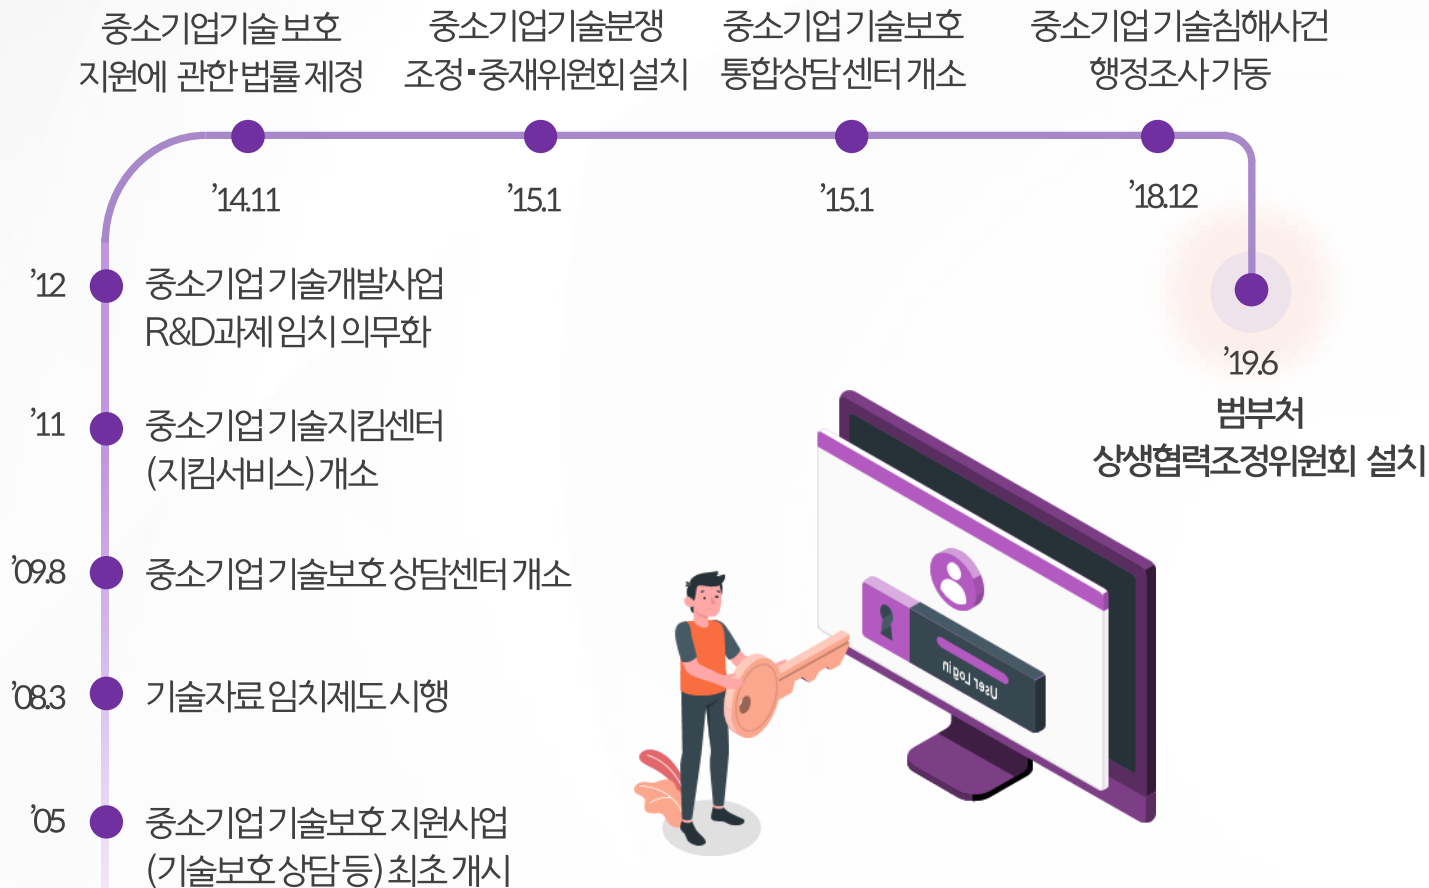 중소기업기술 보호
지원에 관한 법률 제정
중소기업기술분쟁
조정·중재위원회 설치
중소기업 기술보호
통합상담 센터 개소
중소기업 기술침해사건
행정조사 가동
’14.11
’15.1
’15.1
’18.12
’19.6
범부처
상생협력조정위원회 설치
’12
중소기업 기술개발사업
R&D과제 임치 의무화
’11
중소기업 기술지킴센터
(지킴서비스) 개소
’09.8
중소기업 기술보호 상담센터 개소
’08.3
기술자료 임치제도 시행
’05
중소기업 기술보호 지원사업
(기술보호 상담 등) 최초 개시
User Log in